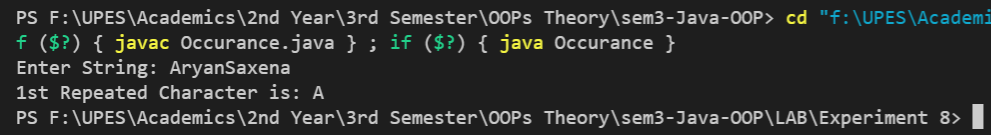 PS F:\UPES\Academics\2nd Year\3rd Semester\OOPs Theory\sem3-Java-OOP> cd "f:\UPES\Academi
f ($?) { javac Occurance.java } ; if ($?) { java Occurance }
Enter String: AryanSaxena
1st Repeated Character is: A
PS F:\UPES\Academics\2nd Year\3rd Semester\OOPs Theory\sem3-Java-OOP\LAB\Experiment 8>